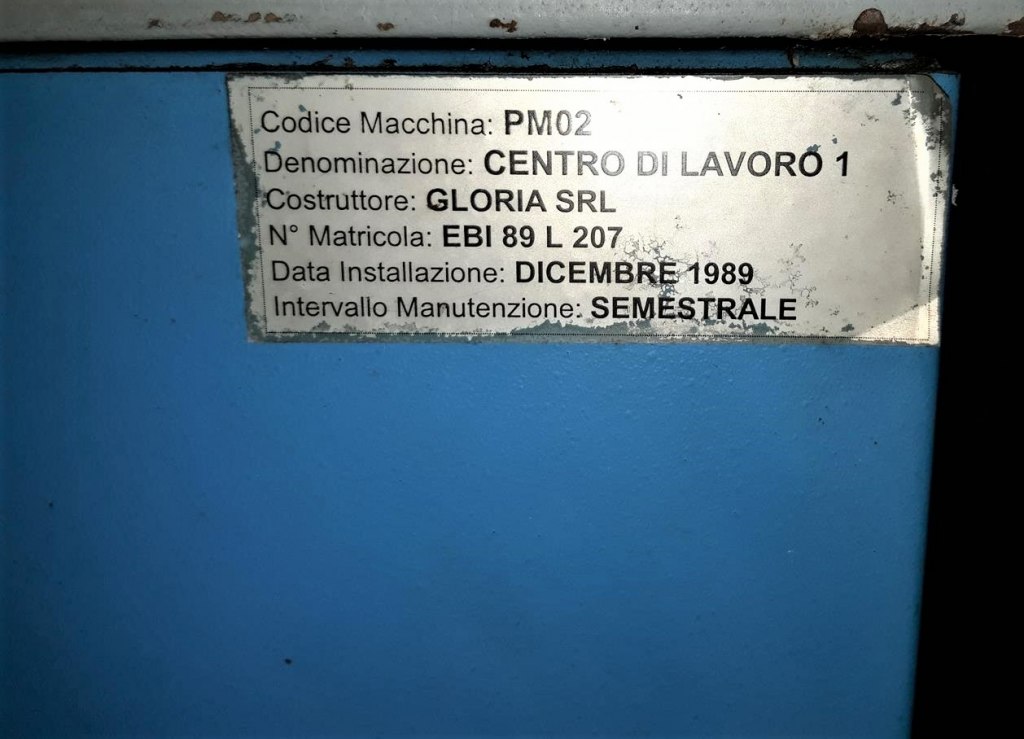 Codice Macchina: PM02
Denominazione: CENTRO DI LAVORO 1
Costruttore: GLORIA SRL
N° Matricola: EBI 89 L 207
Data Installazione: DICEMBRE 1989
Intervallo Manutenzione: SEMESTRALE